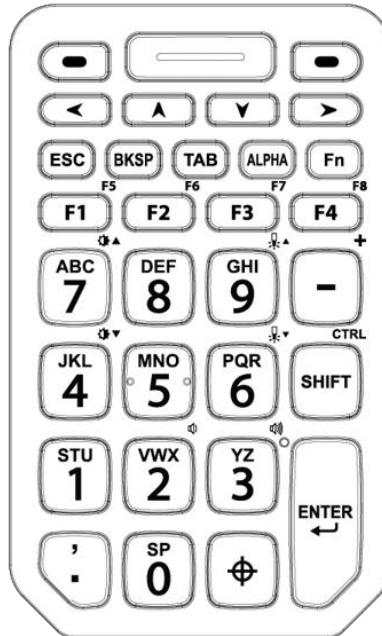 ESC BKSP TAB ALPHA Fn
F5 F6 F7 F8
F1 F2 F3 F4
+
ABC DEF GHI
7 8 9 -
CTRL
JKL MNO PQR
4 5 6 SHIFT
STU VWX YZ
1 2 3
ENTER
, SP
. 0